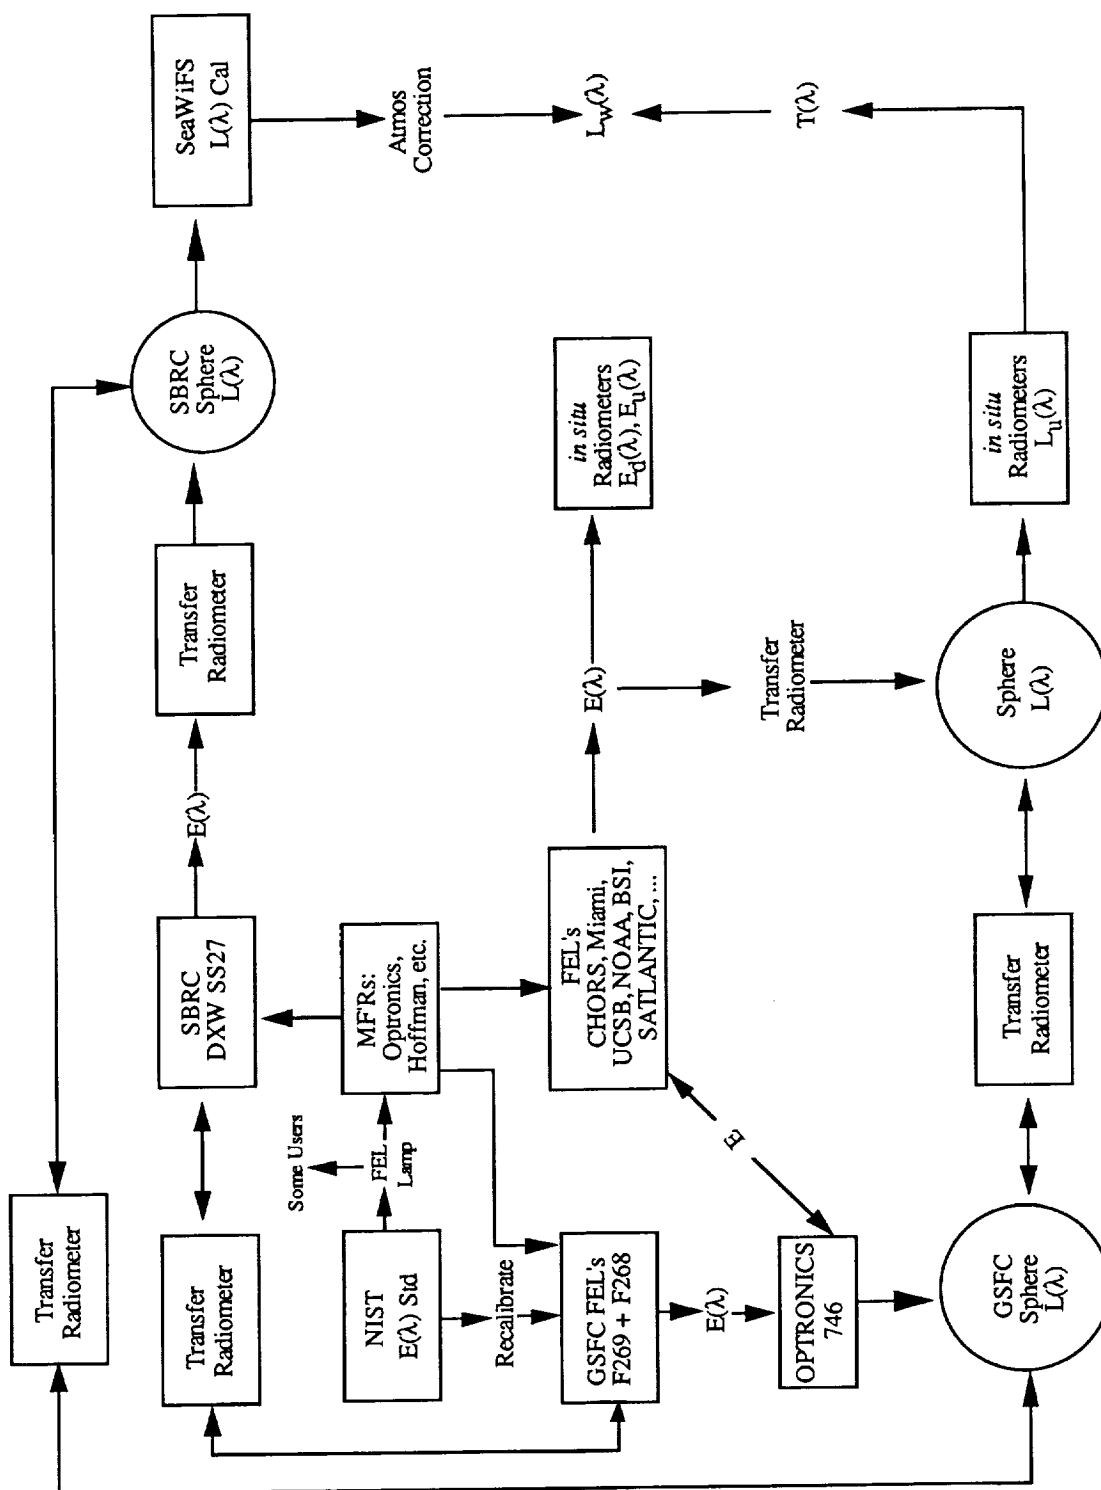 Transfer
Radiometer
Transfer
Radiometer
SBRC
DXW SS27
E(λ)
Transfer
Radiometer
SBRC
Sphere
L(λ)
SeaWiFS
L(λ) Cal
Some Users
NIST
E(λ) Std
FEL
Lamp
MF'Rs:
Optronics,
Hoffman, etc.
Atmos
Correction
Recalibrate
GSFC FEL's
F269 + F268
FEL's
CHORS, Miami,
UCSB, NOAA, BSI,
SATLANTIC, ...
E(λ)
in situ
Radiometers
Ed(λ), Eu(λ)
Lw(λ)
E(λ)
E
Transfer
Radiometer
T(λ)
OPTRONICS
746
GSFC
Sphere
L(λ)
Transfer
Radiometer
Sphere
L(λ)
in situ
Radiometers
Lu(λ)